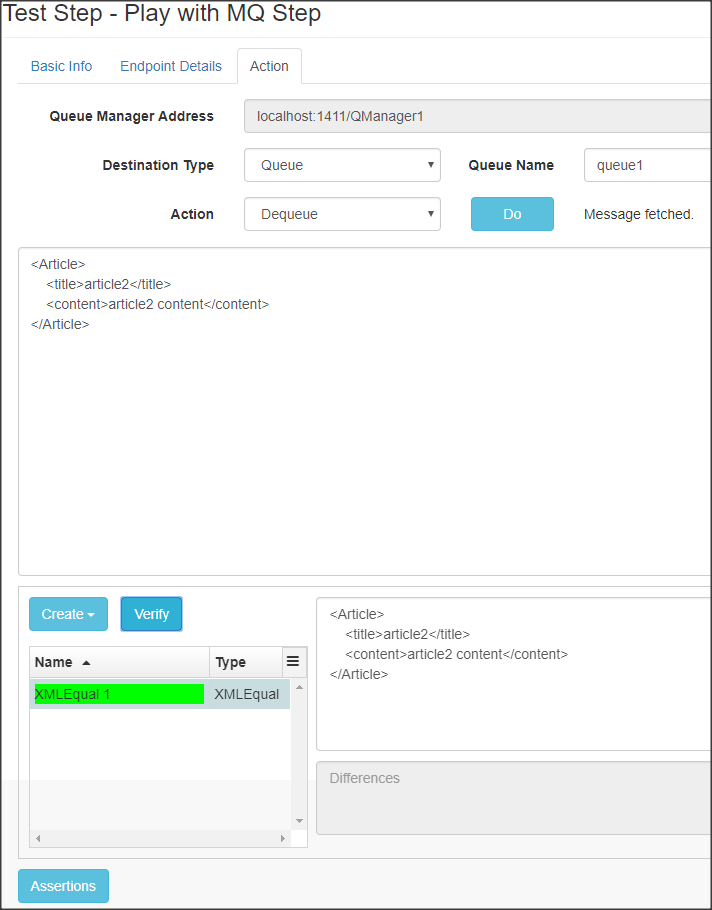 Test Step - Play with MQ Step
Basic Info Endpoint Details Action
Queue Manager Address localhost:1411/QManager1
Destination Type Queue Queue Name queue1
Action Dequeue Do Message fetched.
<Article>
<title>article2</title>
<content>article2 content</content>
</Article>
Create Verify
Name Type
XMLEqual 1 XMLEqual
<Article>
<title>article2</title>
<content>article2 content</content>
</Article>
Differences
Assertions